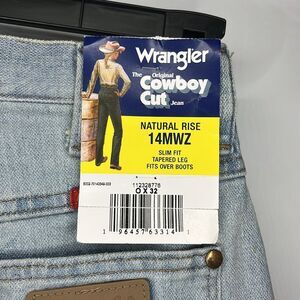 Wrangler
The Original
Cowboy
Cut Jean
NATURAL RISE
14MWZ
SLIM FIT
TAPERED LEG
FITS OVER BOOTS
112328778
G X 32
1 96457 63314 1